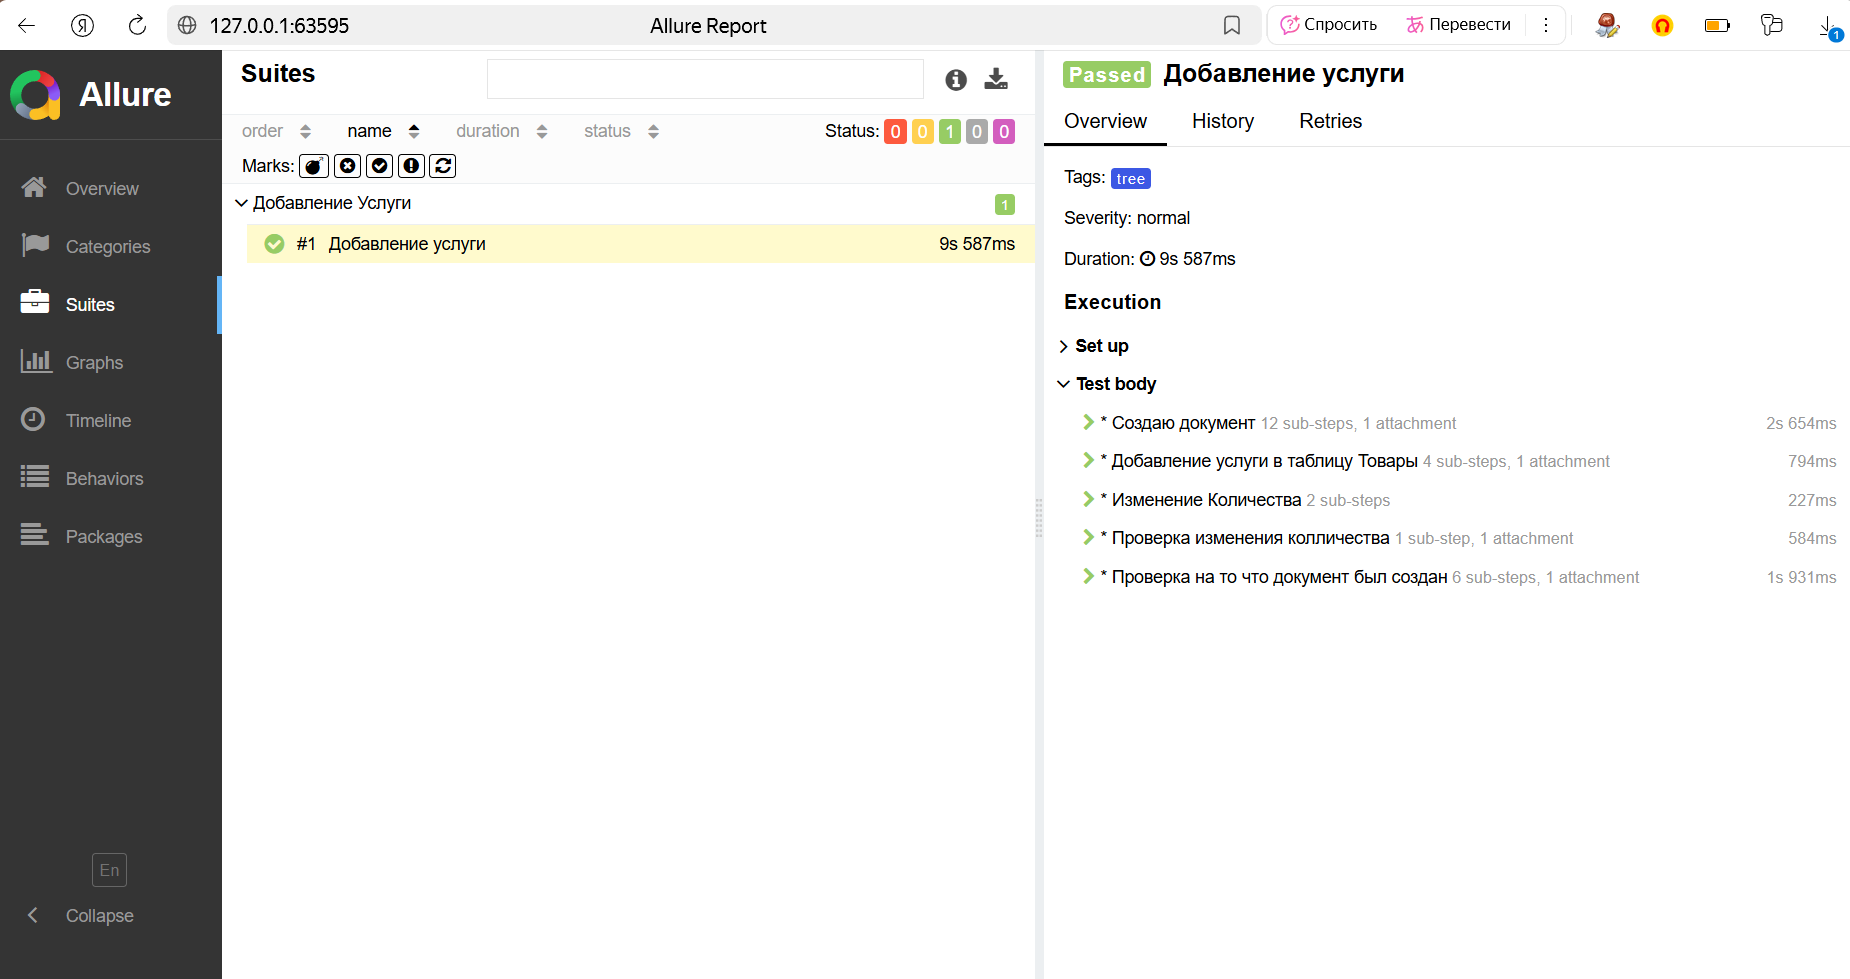 127.0.0.1:63595
Allure Report
Спросить
Перевести
1
Allure
Overview
Categories
Suites
Graphs
Timeline
Behaviors
Packages
En
Collapse
Suites
order name duration status
Status: 0 0 1 0 0
Marks:
Добавление Услуги 1
#1 Добавление услуги 9s 587ms
Passed Добавление услуги
Overview History Retries
Tags: tree
Severity: normal
Duration: 9s 587ms
Execution
Set up
Test body
* Создаю документ 12 sub-steps, 1 attachment 2s 654ms
* Добавление услуги в таблицу Товары 4 sub-steps, 1 attachment 794ms
* Изменение Количества 2 sub-steps 227ms
* Проверка изменения колличества 1 sub-step, 1 attachment 584ms
* Проверка на то что документ был создан 6 sub-steps, 1 attachment 1s 931ms